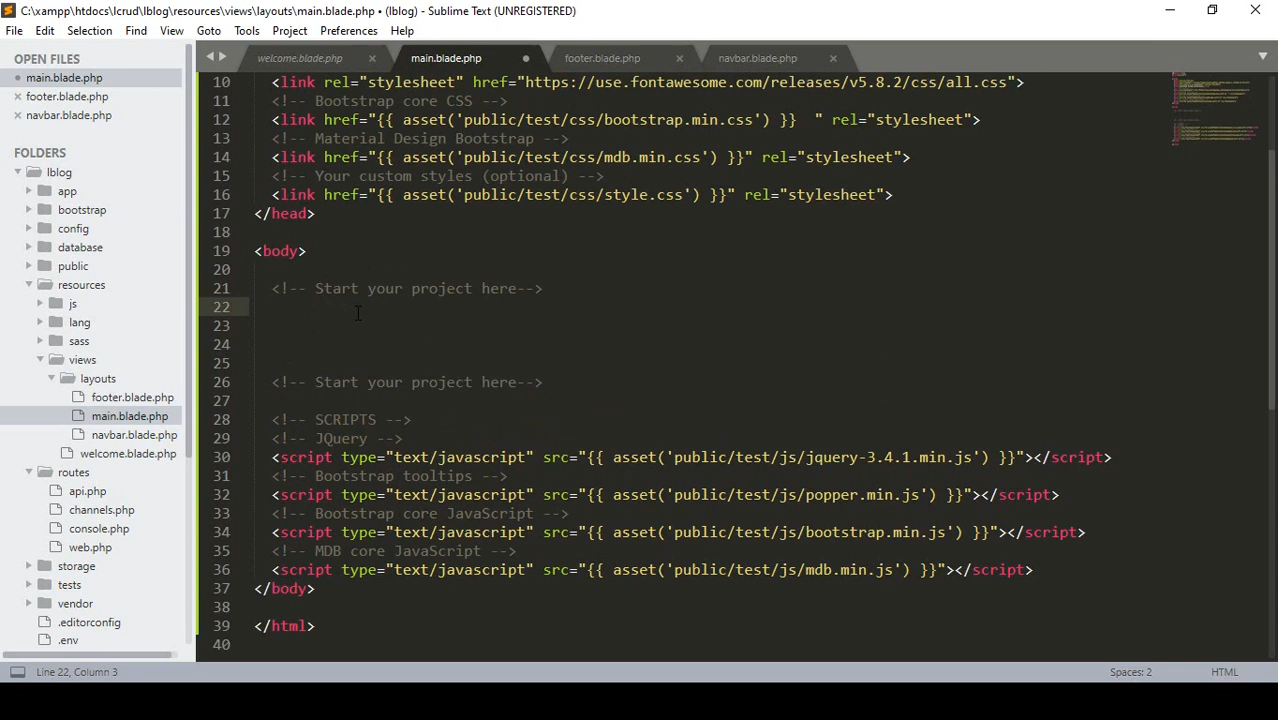 C:\xampp\htdocs\lcrud\lblog\resources\views\layouts\main.blade.php • (lblog) - Sublime Text (UNREGISTERED)
File Edit Selection Find View Goto Tools Project Preferences Help
OPEN FILES
main.blade.php
footer.blade.php
navbar.blade.php
FOLDERS
lblog
app
bootstrap
config
database
public
resources
js
lang
sass
views
layouts
footer.blade.php
main.blade.php
navbar.blade.php
welcome.blade.php
routes
api.php
channels.php
console.php
web.php
storage
tests
vendor
.editorconfig
.env
welcome.blade.php main.blade.php footer.blade.php navbar.blade.php
10 <link rel="stylesheet" href="https://use.fontawesome.com/releases/v5.8.2/css/all.css">
11 <!-- Bootstrap core CSS -->
12 <link href="{{ asset('public/test/css/bootstrap.min.css') }}  " rel="stylesheet">
13 <!-- Material Design Bootstrap -->
14 <link href="{{ asset('public/test/css/mdb.min.css') }}" rel="stylesheet">
15 <!-- Your custom styles (optional) -->
16 <link href="{{ asset('public/test/css/style.css') }}" rel="stylesheet">
17 </head>
18
19 <body>
20
21 <!-- Start your project here-->
22
23
24
25
26 <!-- Start your project here-->
27
28 <!-- SCRIPTS -->
29 <!-- JQuery -->
30 <script type="text/javascript" src="{{ asset('public/test/js/jquery-3.4.1.min.js') }}"></script>
31 <!-- Bootstrap tooltips -->
32 <script type="text/javascript" src="{{ asset('public/test/js/popper.min.js') }}"></script>
33 <!-- Bootstrap core JavaScript -->
34 <script type="text/javascript" src="{{ asset('public/test/js/bootstrap.min.js') }}"></script>
35 <!-- MDB core JavaScript -->
36 <script type="text/javascript" src="{{ asset('public/test/js/mdb.min.js') }}"></script>
37 </body>
38
39 </html>
40
Line 22, Column 3 Spaces: 2 HTML